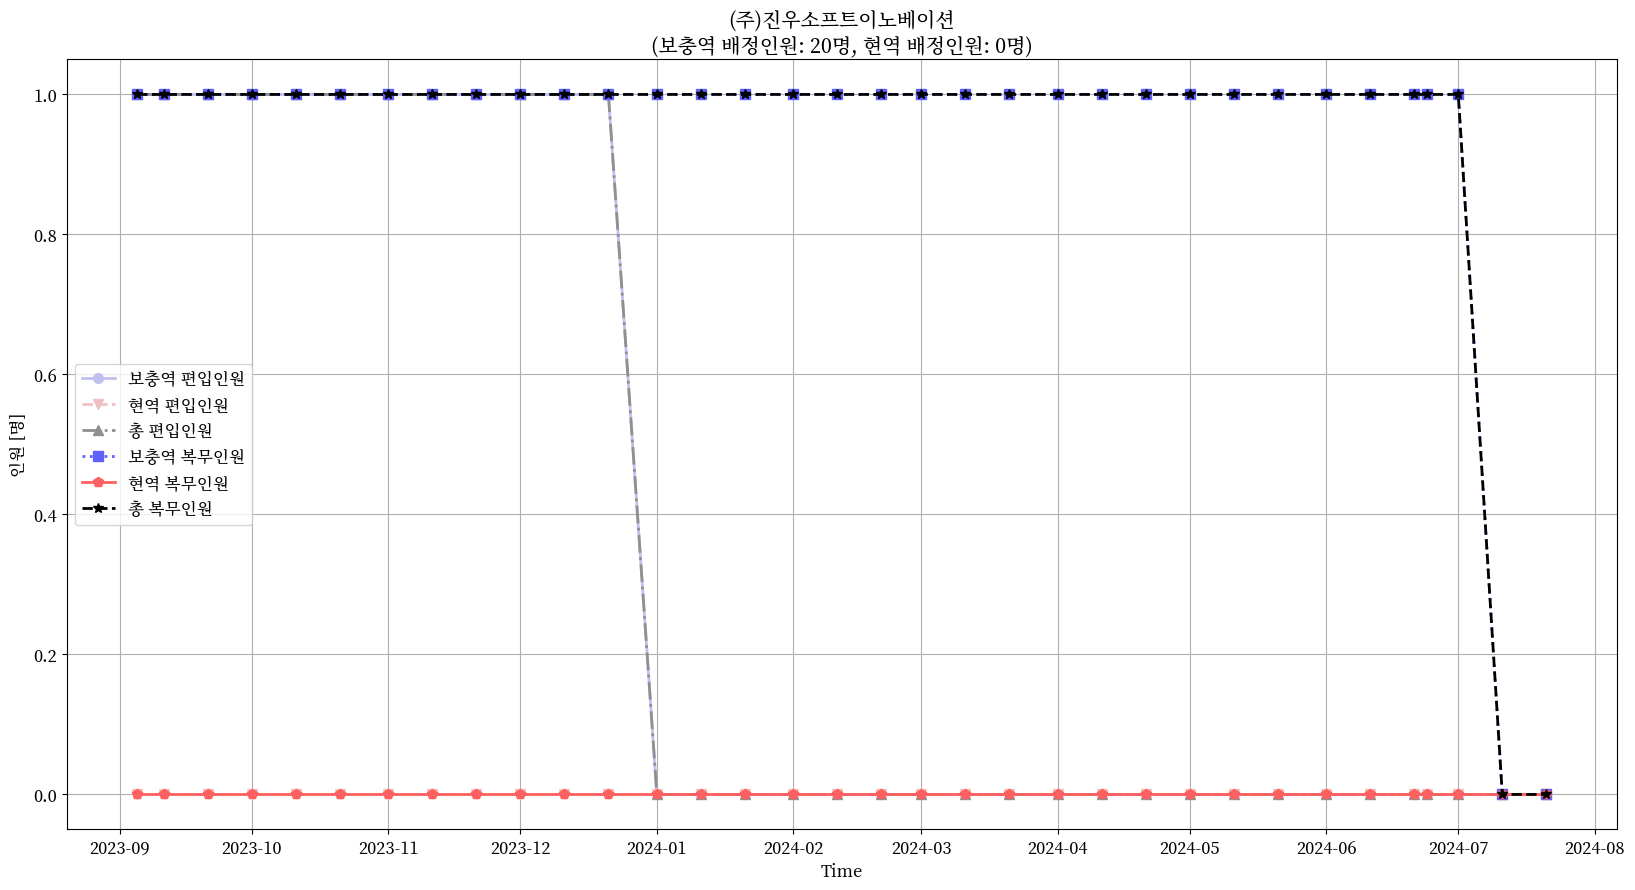 (주)진우소프트이노베이션
(보충역 배정인원: 20명, 현역 배정인원: 0명)
1.0
0.8
0.6
0.4
0.2
0.0
인원 [명]
보충역 편입인원
현역 편입인원
총 편입인원
보충역 복무인원
현역 복무인원
총 복무인원
2023-09
2023-10
2023-11
2023-12
2024-01
2024-02
2024-03
2024-04
2024-05
2024-06
2024-07
2024-08
Time